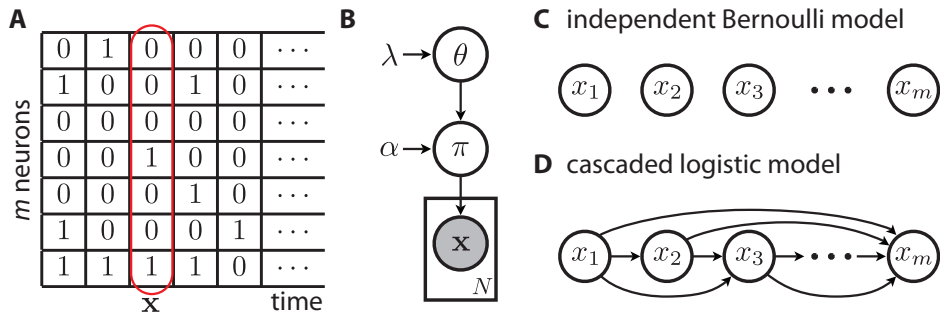 A
m neurons
0 1 0 0 0 ···
1 0 0 1 0 ···
0 0 0 0 0 ···
0 0 1 0 0 ···
0 0 0 1 0 ···
1 0 0 0 1 ···
1 1 1 1 0 ···
x time
B
λ θ
α π
x
N
C independent Bernoulli model
x₁ x₂ x₃ ··· xₘ
D cascaded logistic model
x₁ x₂ x₃ ··· xₘ